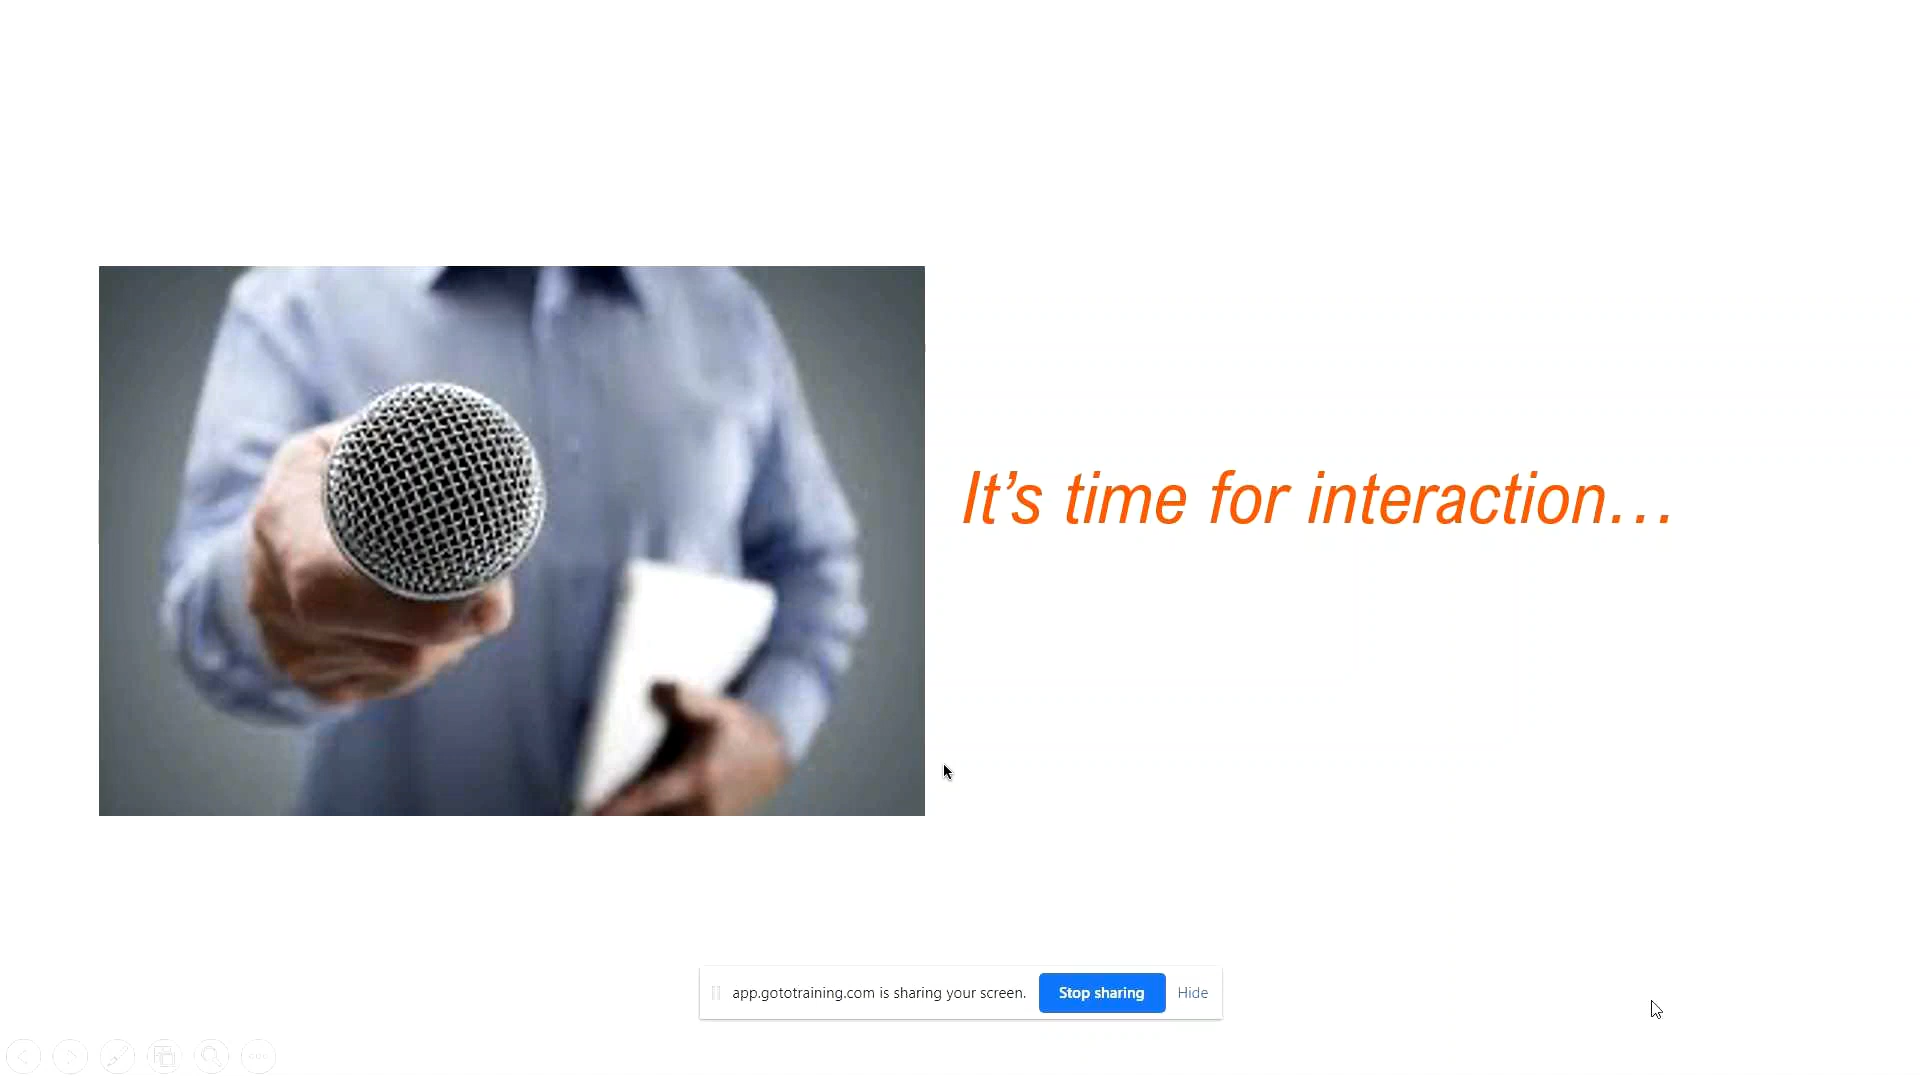 It’s time for interaction…
app.gototraining.com is sharing your screen. Stop sharing Hide